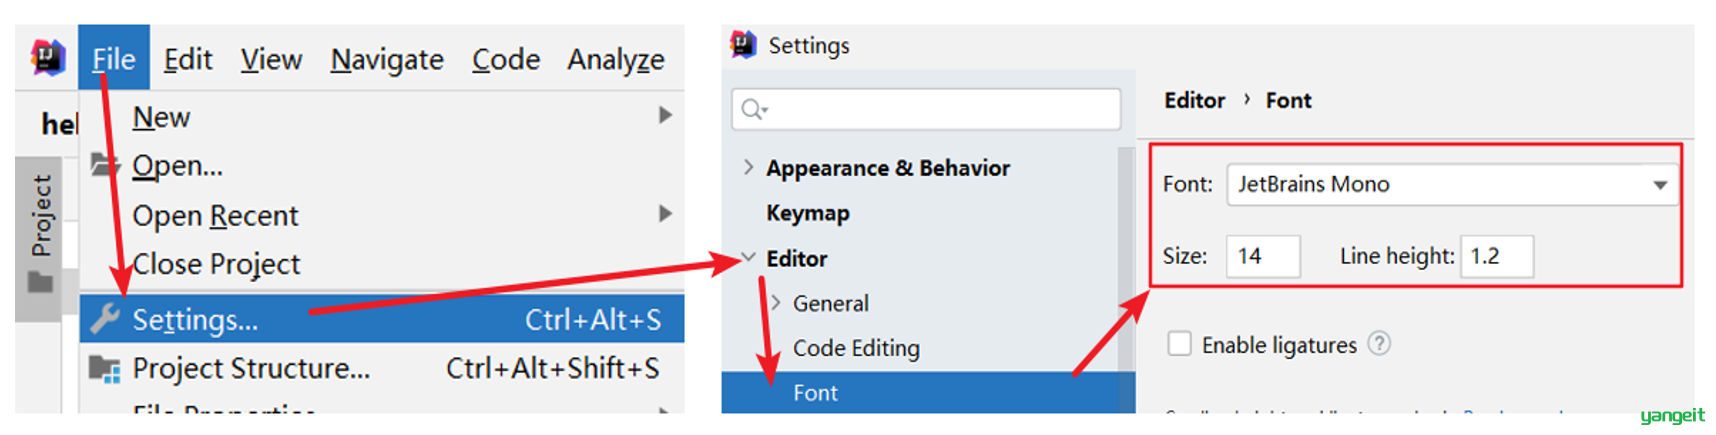 File Edit View Navigate Code Analyze
New
Open...
Open Recent
Close Project
Settings... Ctrl+Alt+S
Project Structure... Ctrl+Alt+Shift+S
Project
Settings
Appearance & Behavior
Keymap
Editor
General
Code Editing
Font
Editor › Font
Font: JetBrains Mono
Size: 14 Line height: 1.2
Enable ligatures ?
yangeit